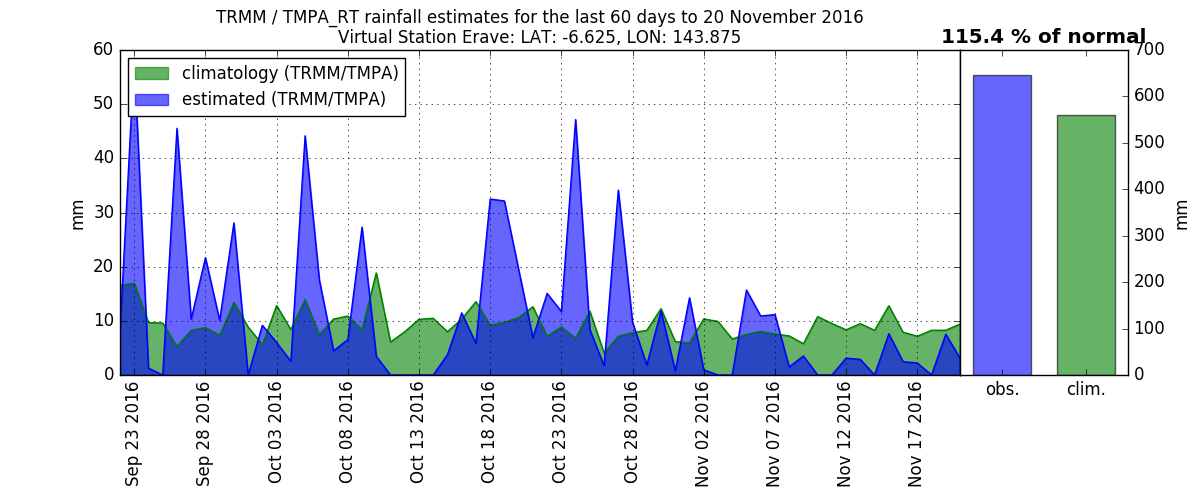 TRMM / TMPA_RT rainfall estimates for the last 60 days to 20 November 2016
Virtual Station Erave: LAT: -6.625, LON: 143.875
115.4 % of normal
climatology (TRMM/TMPA)
estimated (TRMM/TMPA)
60
50
40
30
20
10
0
mm
Sep 23 2016
Sep 28 2016
Oct 03 2016
Oct 08 2016
Oct 13 2016
Oct 18 2016
Oct 23 2016
Oct 28 2016
Nov 02 2016
Nov 07 2016
Nov 12 2016
Nov 17 2016
obs.
clim.
700
600
500
400
300
200
100
0
mm